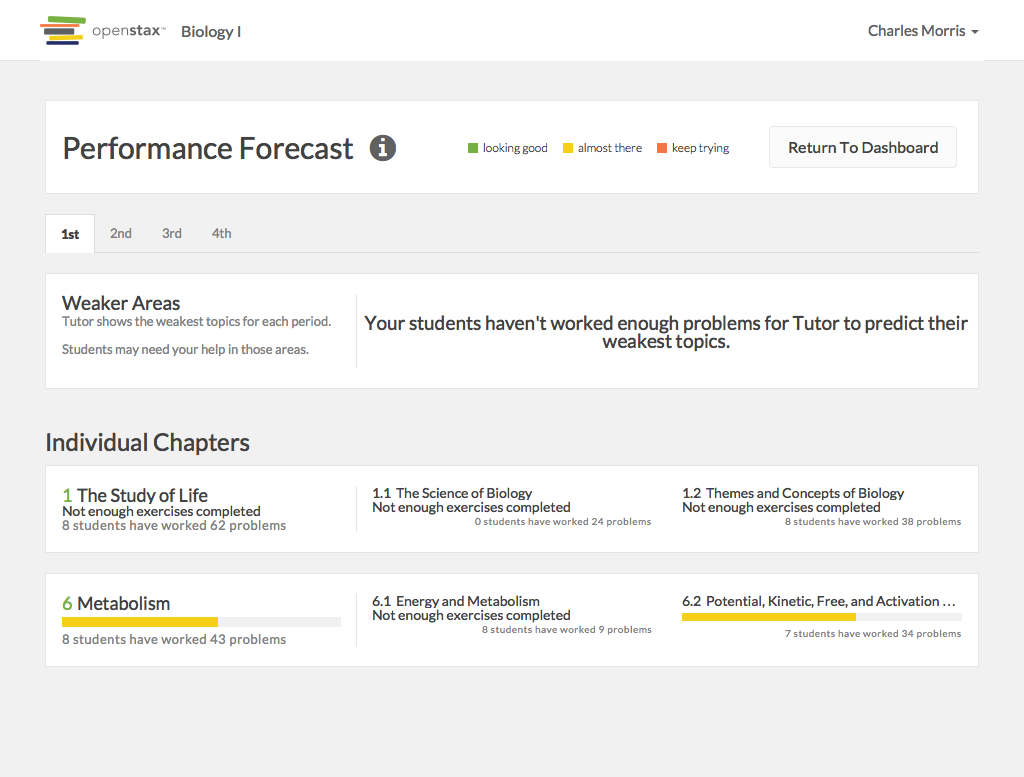 openstax™ Biology I Charles Morris
Performance Forecast i looking good almost there keep trying Return To Dashboard
1st 2nd 3rd 4th
Weaker Areas
Tutor shows the weakest topics for each period.
Students may need your help in those areas.
Your students haven't worked enough problems for Tutor to predict their
weakest topics.
Individual Chapters
1 The Study of Life
Not enough exercises completed
8 students have worked 62 problems
1.1 The Science of Biology
Not enough exercises completed
0 students have worked 24 problems
1.2 Themes and Concepts of Biology
Not enough exercises completed
8 students have worked 38 problems
6 Metabolism
8 students have worked 43 problems
6.1 Energy and Metabolism
Not enough exercises completed
8 students have worked 9 problems
6.2 Potential, Kinetic, Free, and Activation ...
7 students have worked 34 problems